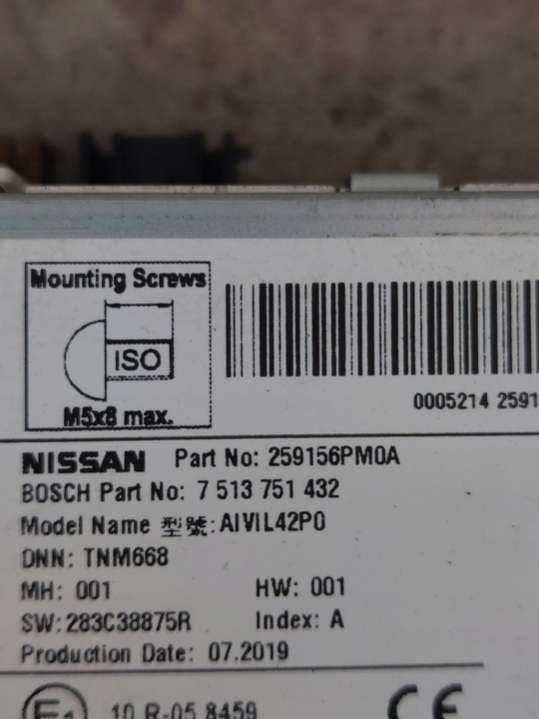 Mounting Screws
ISO
M5x8 max.
0005214 2591
NISSAN Part No: 259156PM0A
BOSCH Part No: 7 513 751 432
Model Name 型號: AIVIL42P0
DNN: TNM668
MH: 001 HW: 001
SW: 283C38875R Index: A
Production Date: 07.2019
E1 10 R-05 8459 CE